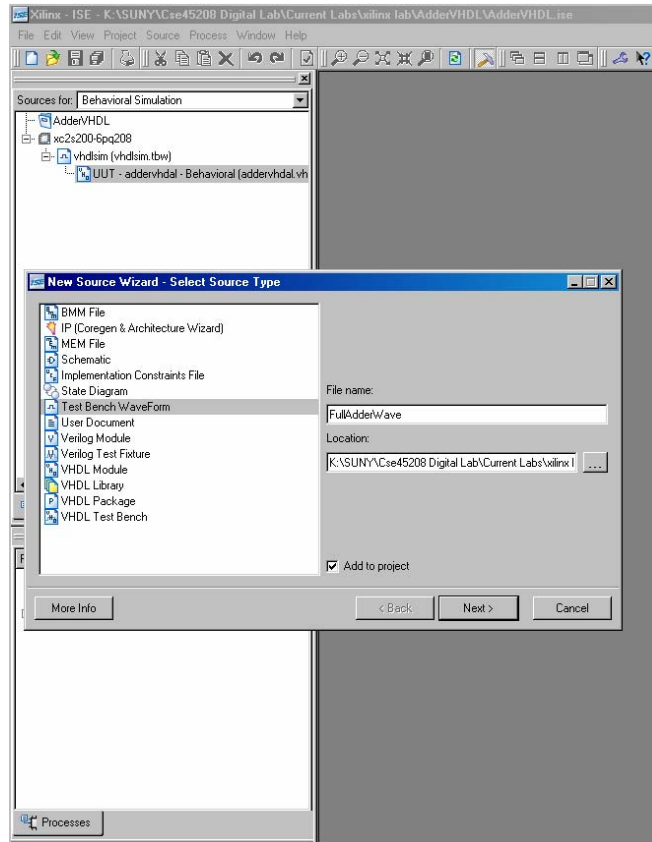 Xilinx - ISE - K:\SUNY\Cse45208 Digital Lab\Current Labs\xilinx lab\AdderVHDL\AdderVHDL.ise
File Edit View Project Source Process Window Help
Sources for: Behavioral Simulation
AdderVHDL
xc2s200-6pq208
vhdlsim (vhdlsim.tbw)
UUT - addervhdal - Behavioral (addervhdal.vh
New Source Wizard - Select Source Type
BMM File
IP (Coregen & Architecture Wizard)
MEM File
Schematic
Implementation Constraints File
State Diagram
Test Bench WaveForm
User Document
Verilog Module
Verilog Test Fixture
VHDL Module
VHDL Library
VHDL Package
VHDL Test Bench
File name:
FullAdderWave
Location:
K:\SUNY\Cse45208 Digital Lab\Current Labs\xilinx l
...
Add to project
More Info
< Back
Next >
Cancel
Processes